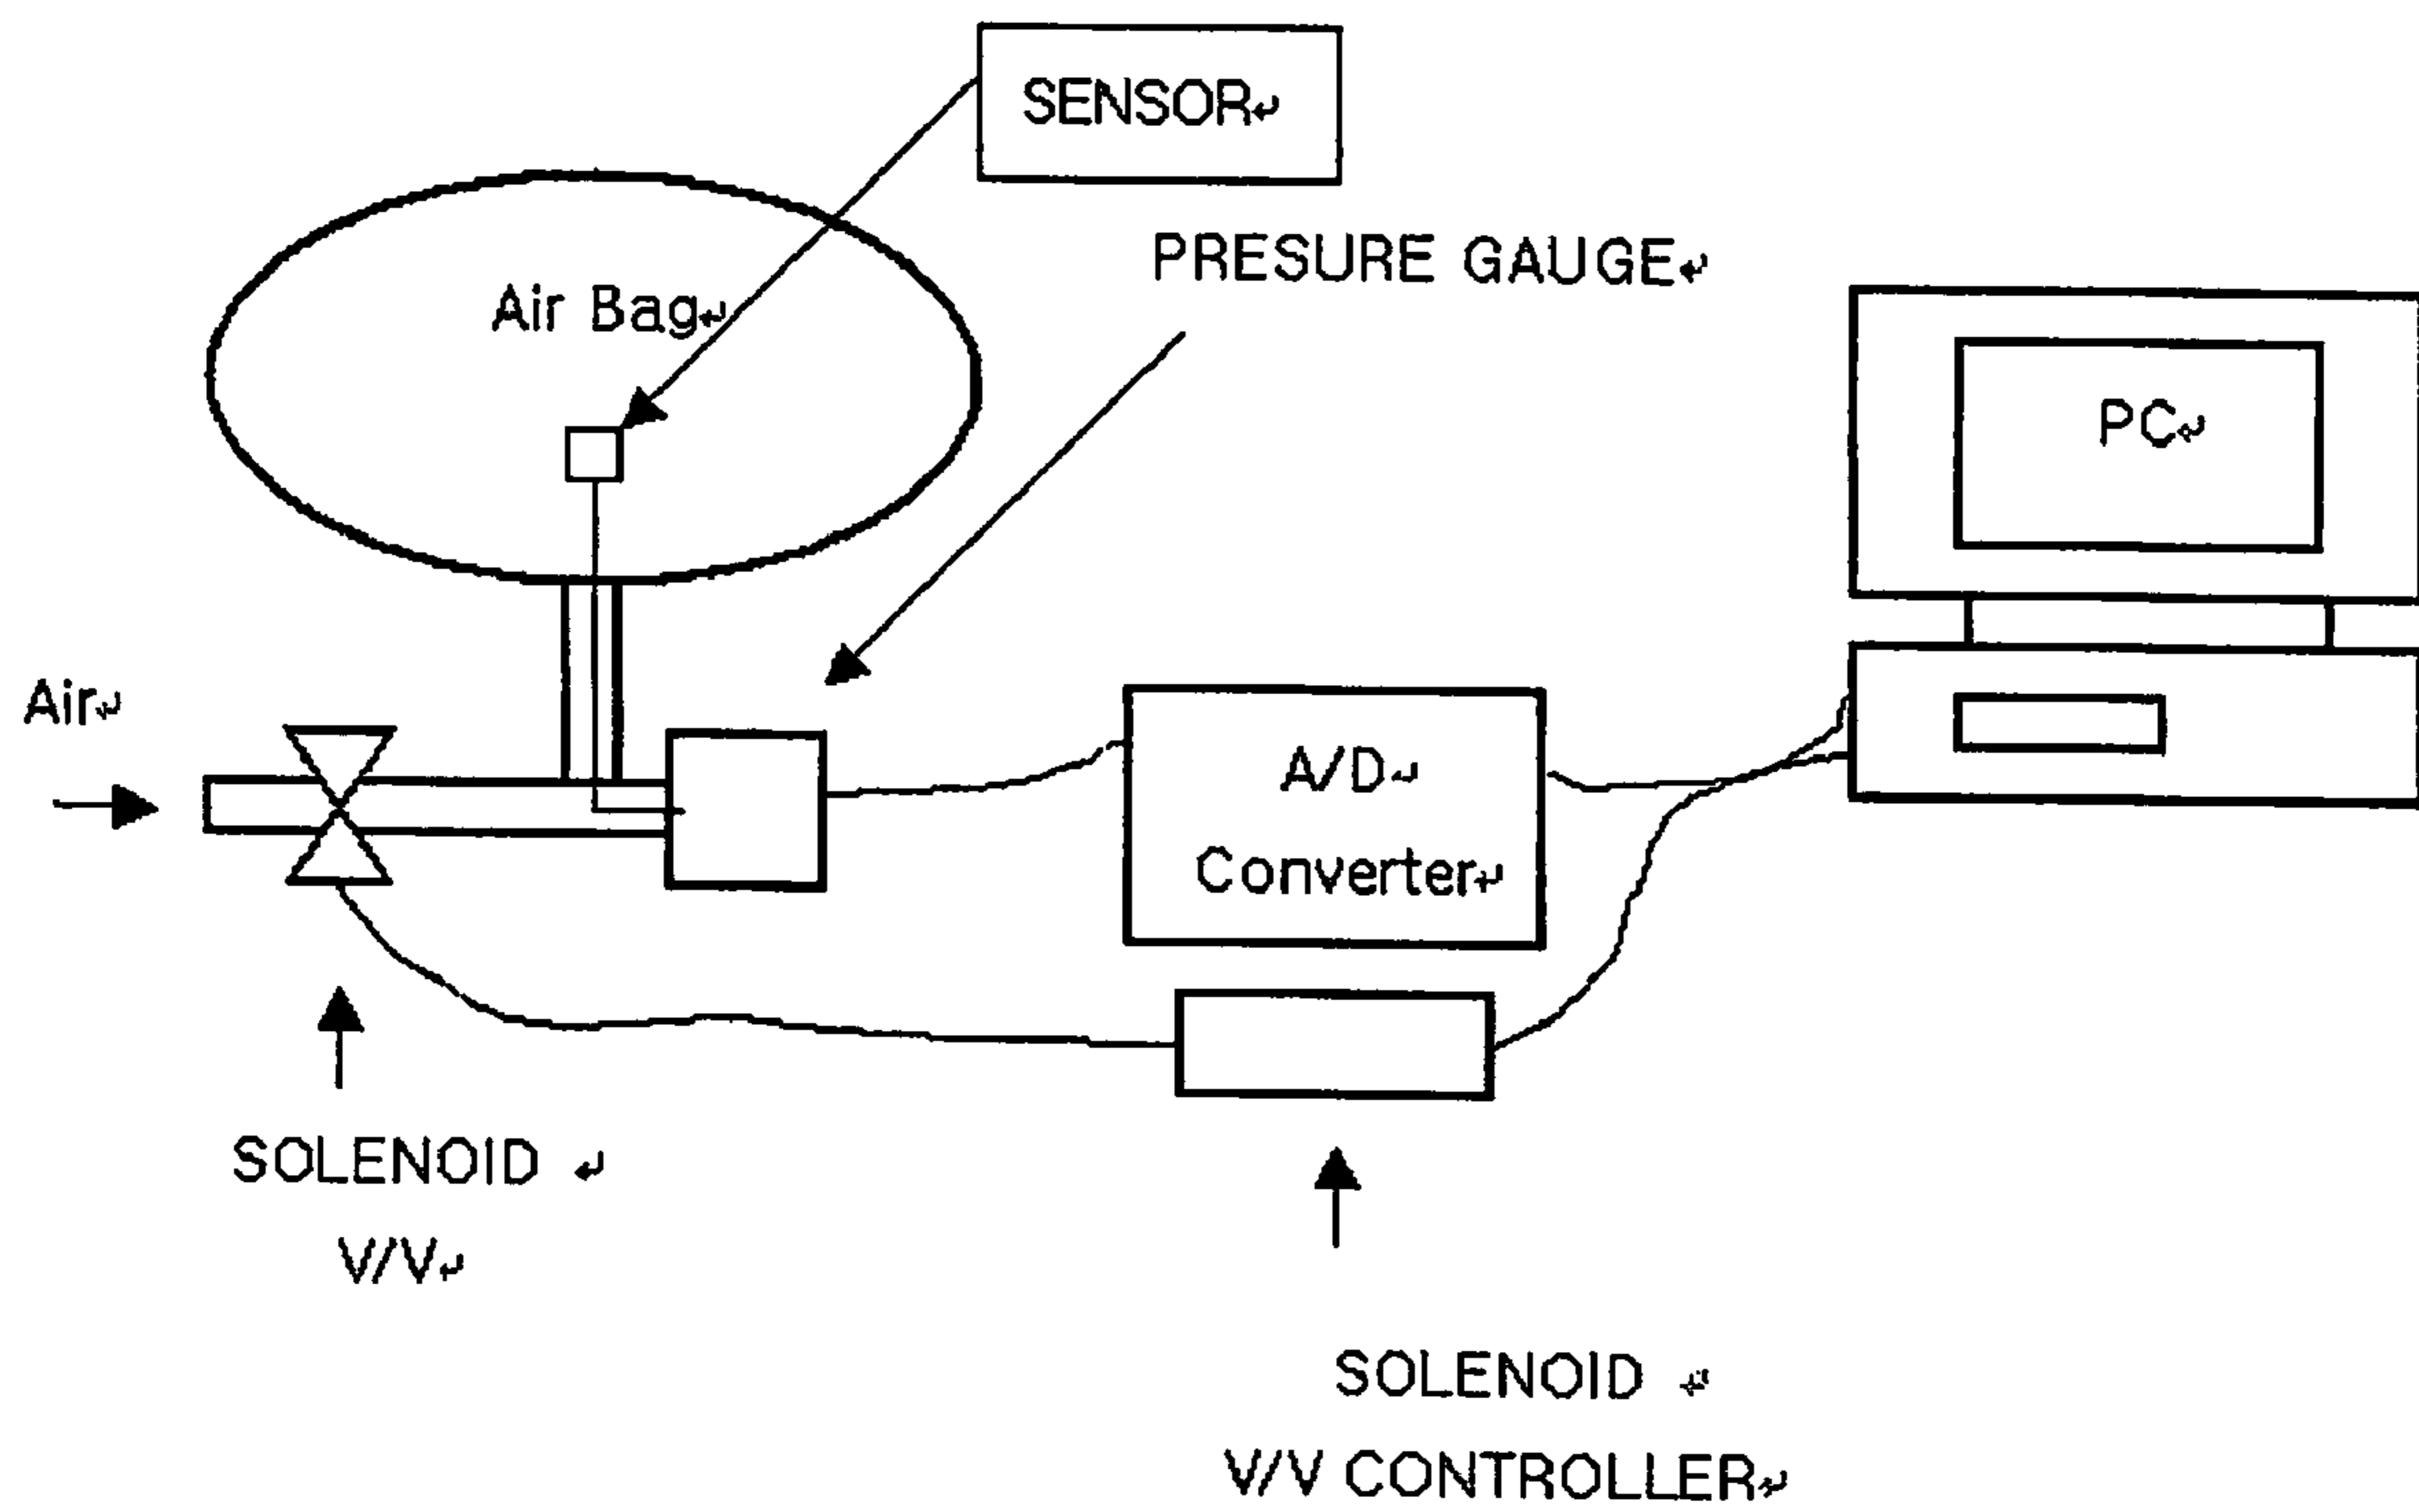 SENSOR↵
PRESURE GAUGE↵
Air Bag↵
PC↵
Air↵
A/D↵
Converter↵
SOLENOID ↵
V/V↵
SOLENOID ↵
V/V CONTROLLER↵